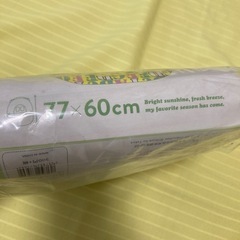 77×60cm
Bright sunshine, fresh breeze,
my favorite season has come.